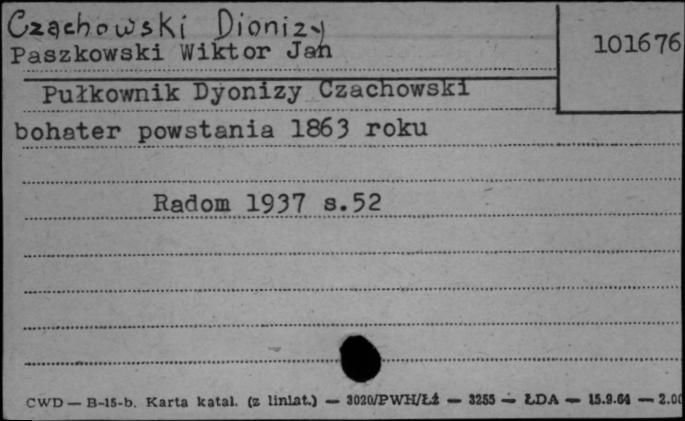 Czachowski Dionizy
Paszkowski Wiktor Jan
101676
Pułkownik Dyonizy Czachowski
bohater powstania 1863 roku
Radom 1937 s.52
CWD — B-15-b. Karta katal. (z liniat.) — 3020/PWH/Łź — 3255 — ŁDA — 15.9.64 — 2.00